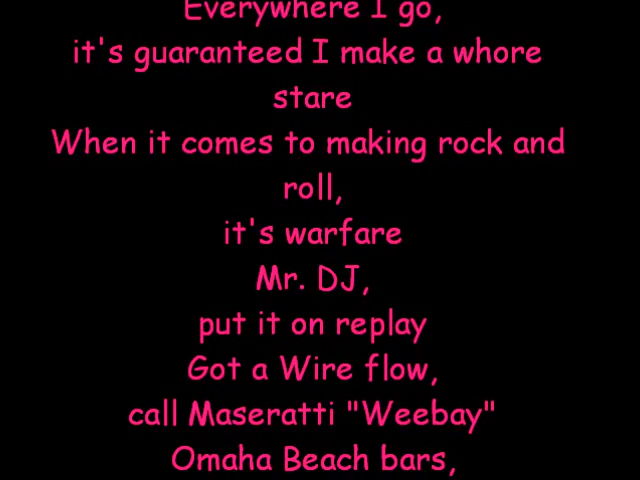 Everywhere I go,
it's guaranteed I make a whore
stare
When it comes to making rock and
roll,
it's warfare
Mr. DJ,
put it on replay
Got a Wire flow,
call Maseratti "Weebay"
Omaha Beach bars,